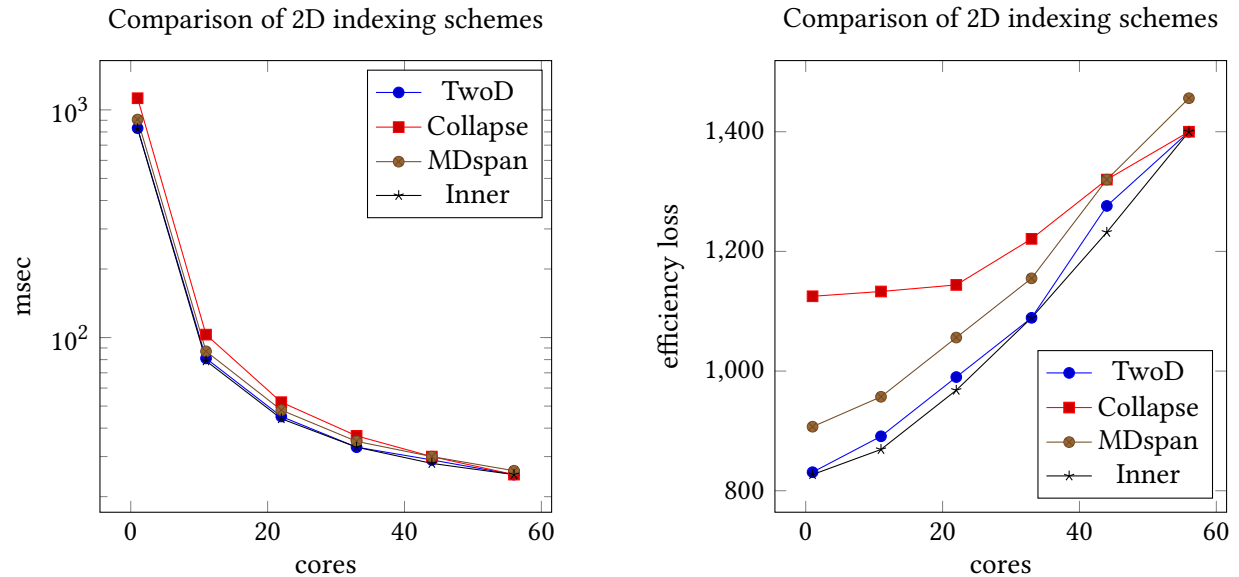 Comparison of 2D indexing schemes
10^3
10^2
msec
0
20
40
60
cores
TwoD
Collapse
MDspan
Inner
Comparison of 2D indexing schemes
1,400
1,200
1,000
800
efficiency loss
0
20
40
60
cores
TwoD
Collapse
MDspan
Inner